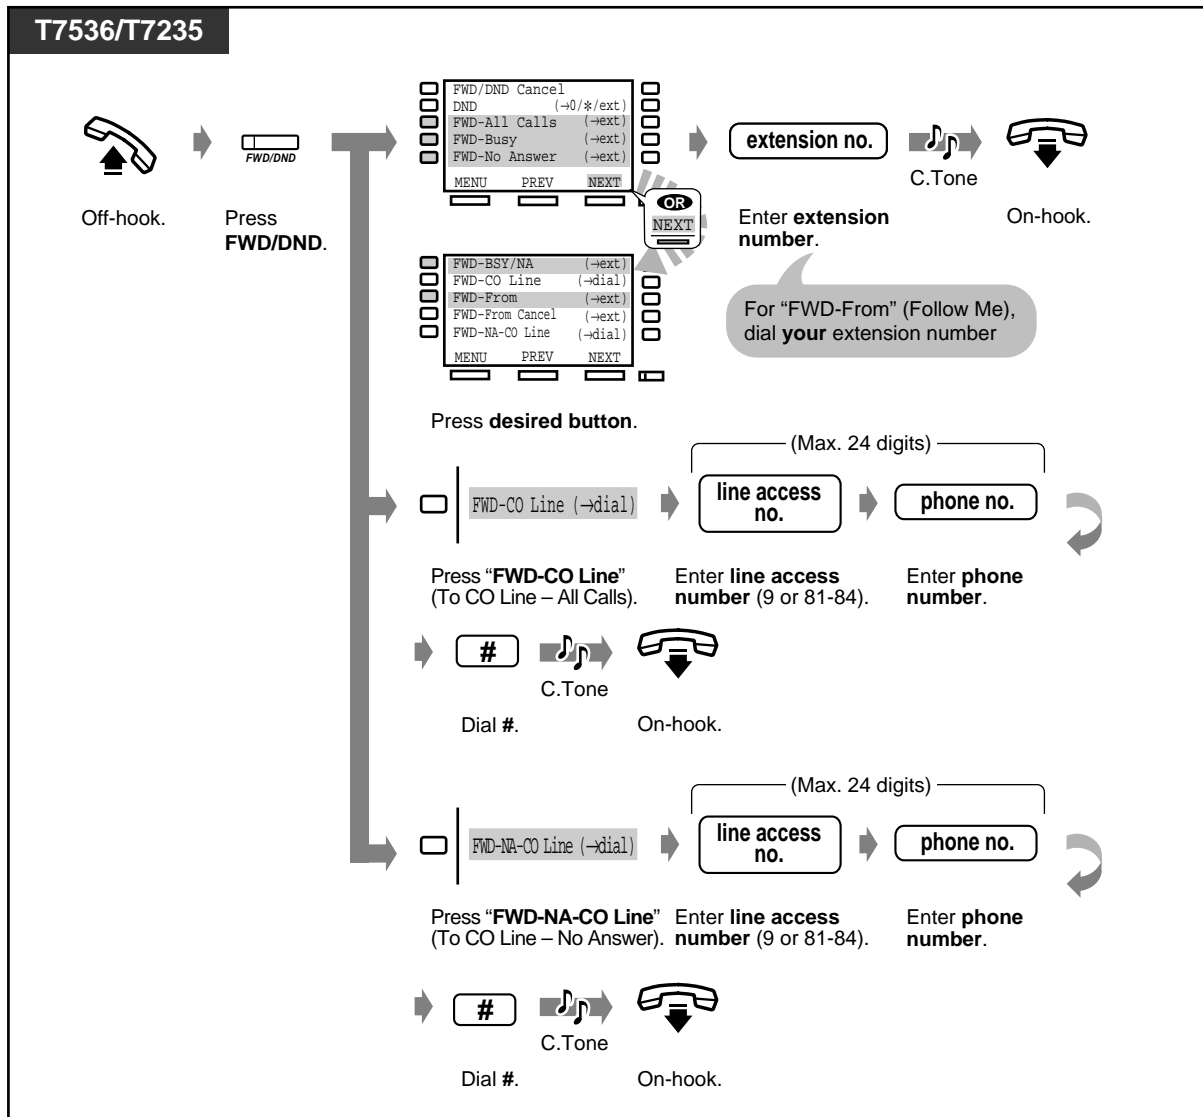 T7536/T7235
FWD/DND Cancel
DND (→0/*/ext)
FWD-All Calls (→ext)
FWD-Busy (→ext)
FWD-No Answer (→ext)
MENU PREV NEXT
FWD/DND
extension no.
C.Tone
OR
NEXT
Off-hook.
Press
FWD/DND.
Enter extension
number.
On-hook.
FWD-BSY/NA (→ext)
FWD-CO Line (→dial)
FWD-From (→ext)
FWD-From Cancel (→ext)
FWD-NA-CO Line (→dial)
MENU PREV NEXT
For “FWD-From” (Follow Me),
dial your extension number
Press desired button.
(Max. 24 digits)
FWD-CO Line (→dial)
line access
no.
phone no.
Press “FWD-CO Line”
(To CO Line – All Calls).
Enter line access
number (9 or 81-84).
Enter phone
number.
#
C.Tone
Dial #.
On-hook.
(Max. 24 digits)
FWD-NA-CO Line (→dial)
line access
no.
phone no.
Press “FWD-NA-CO Line”
(To CO Line – No Answer).
Enter line access
number (9 or 81-84).
Enter phone
number.
#
C.Tone
Dial #.
On-hook.